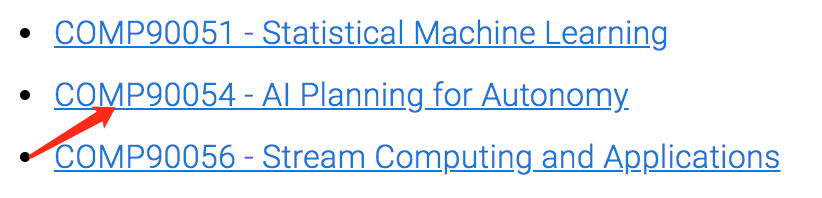 COMP90051 - Statistical Machine Learning
COMP90054 - AI Planning for Autonomy
COMP90056 - Stream Computing and Applications